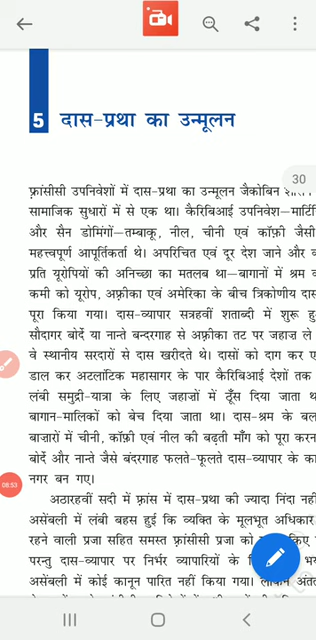 5 दास-प्रथा का उन्मूलन
30
फ़्रांसीसी उपनिवेशों में दास-प्रथा का उन्मूलन जैकोबिन
सामाजिक सुधारों में से एक था। कैरिबिआई उपनिवेश—
और सैन डोमिंगों—तम्बाकू, नील, चीनी एवं कॉफ़ी जैसी
महत्त्वपूर्ण आपूर्तिकर्ता थे। अपरिचित एवं दूर देश जाने और
प्रति यूरोपियों की अनिच्छा का मतलब था—बागानों में श्रम
कमी को यूरोप, अफ़्रीका एवं अमेरिका के बीच त्रिकोणीय दास
पूरा किया गया। दास-व्यापार सत्रहवीं शताब्दी में शुरू
सौदागर बोर्दे या नान्ते बन्दरगाह से अफ़्रीका तट पर जहाज़ ले
वे स्थानीय सरदारों से दास खरीदते थे। दासों को दाग कर
डाल कर अटलांटिक महासागर के पार कैरिबिआई देशों तक
लंबी समुद्री-यात्रा के लिए जहाज़ों में ठूँस दिया जाता
बागान-मालिकों को बेच दिया जाता था। दास-श्रम के बल
बाज़ारों में चीनी, कॉफ़ी एवं नील की बढ़ती माँग को पूरा
08:53
बोर्दे और नान्ते जैसे बंदरगाह फलते-फूलते दास-व्यापार के
नगर बन गए।
अठारहवीं सदी में फ़्रांस में दास-प्रथा की ज्यादा निंदा
असेंबली में लंबी बहस हुई कि व्यक्ति के मूलभूत अधिकार
रहने वाली प्रजा सहित समस्त फ़्रांसीसी प्रजा को
परन्तु दास-व्यापार पर निर्भर व्यापारियों के
असेंबली में कोई कानून पारित नहीं किया गया। लेकिन